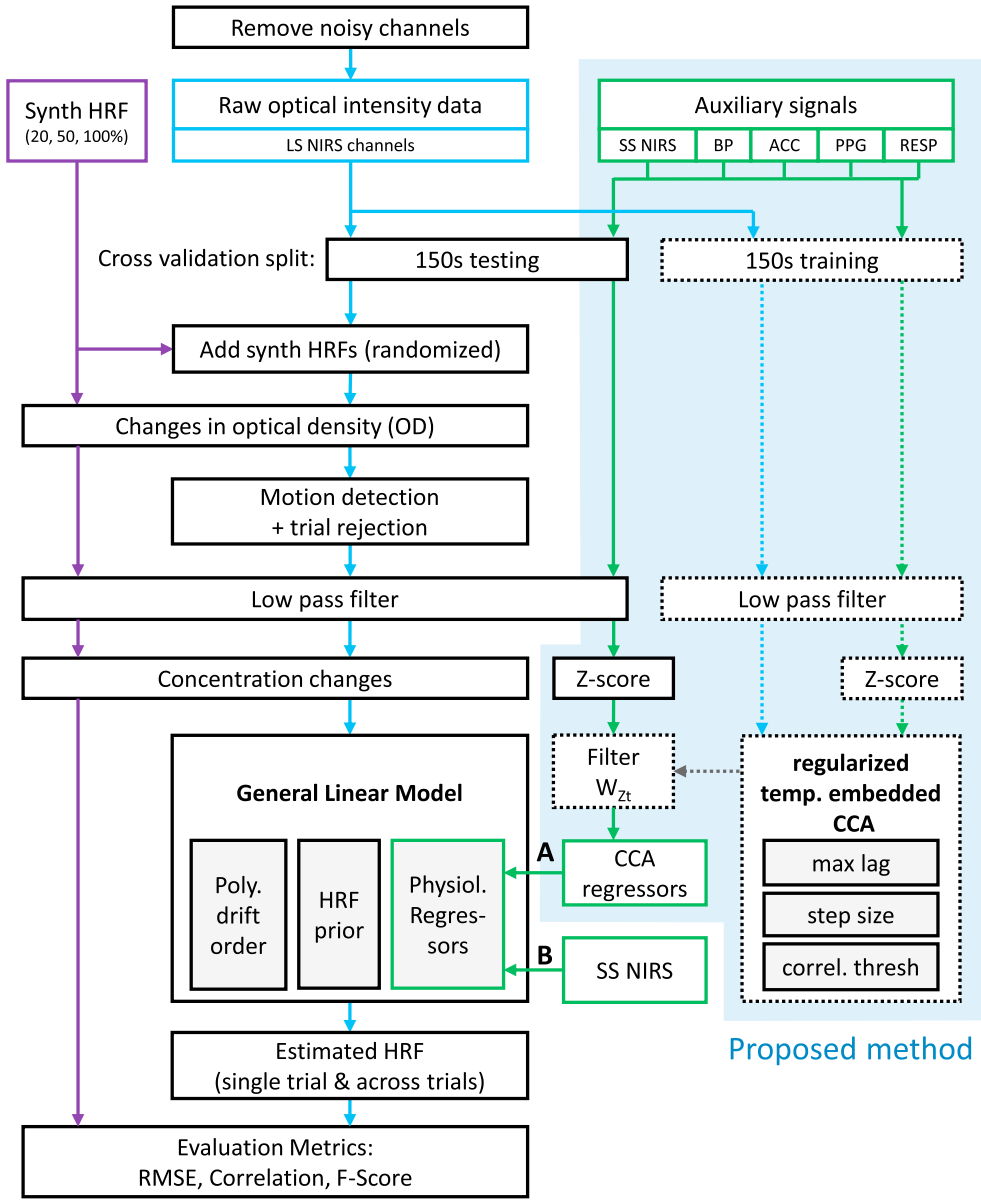 Remove noisy channels
Synth HRF
(20, 50, 100%)
Raw optical intensity data
LS NIRS channels
Auxiliary signals
SS NIRS
BP
ACC
PPG
RESP
Cross validation split:
150s testing
150s training
Add synth HRFs (randomized)
Changes in optical density (OD)
Motion detection
+ trial rejection
Low pass filter
Low pass filter
Concentration changes
Z-score
Z-score
General Linear Model
Poly.
drift
order
HRF
prior
Physiol.
Regres-
sors
Filter
W_Zt
A
CCA
regressors
B
SS NIRS
regularized
temp. embedded
CCA
max lag
step size
correl. thresh
Proposed method
Estimated HRF
(single trial & across trials)
Evaluation Metrics:
RMSE, Correlation, F-Score